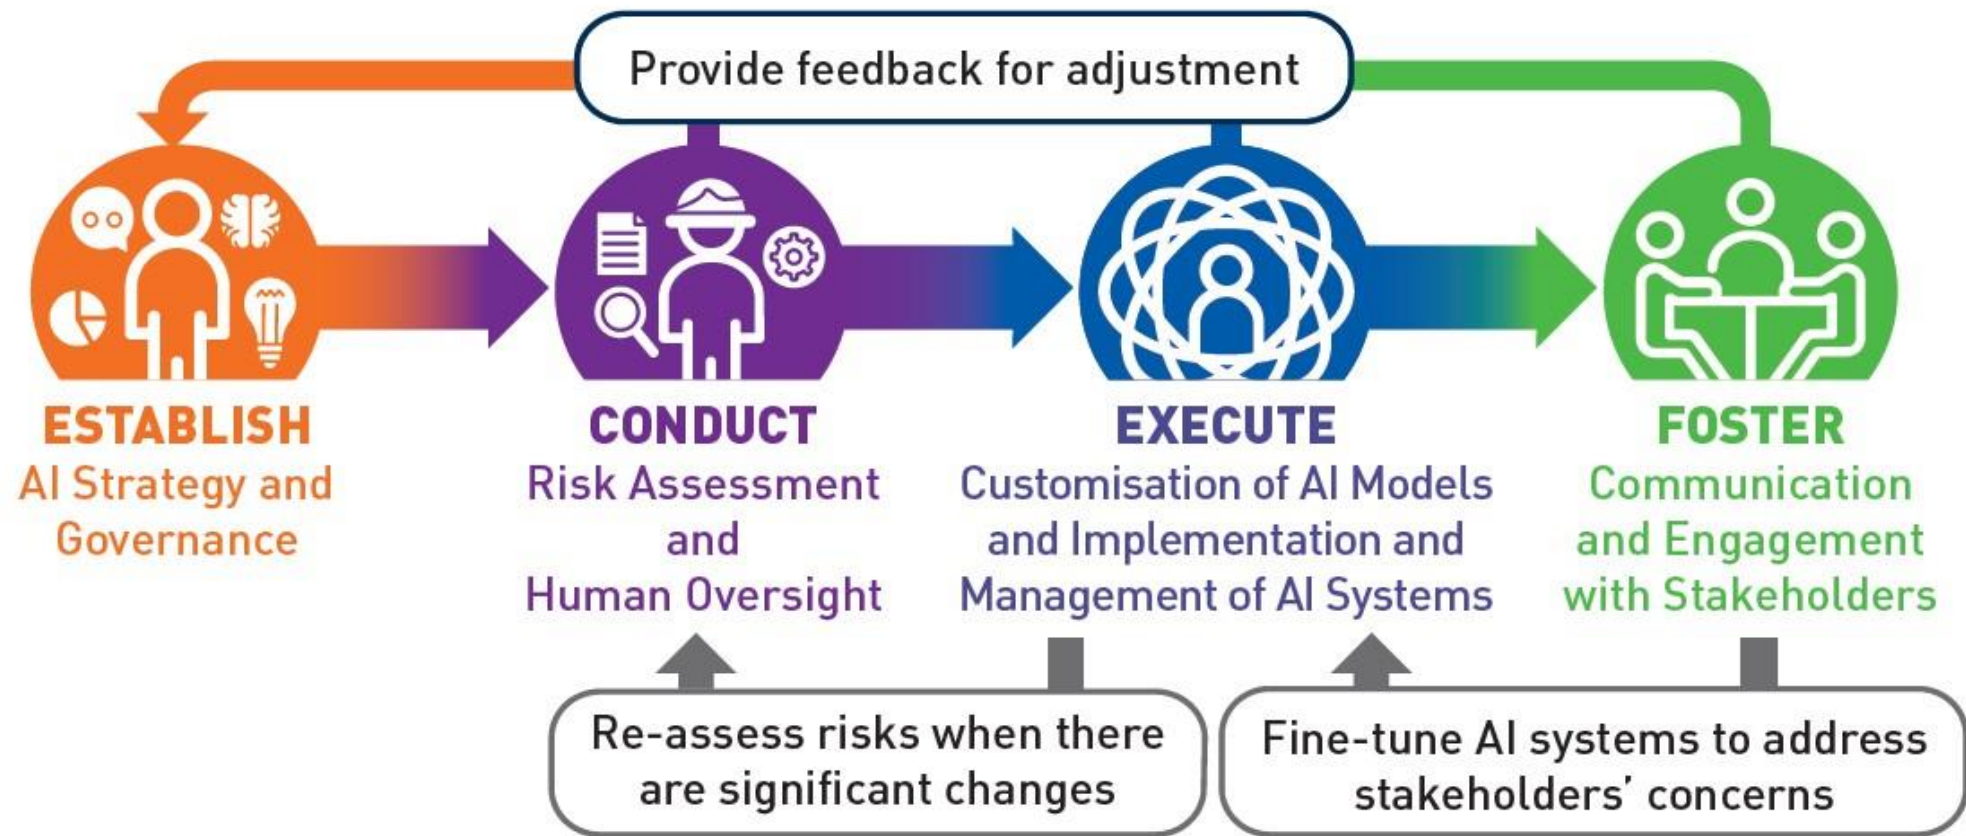 Provide feedback for adjustment
ESTABLISH
AI Strategy and
Governance
CONDUCT
Risk Assessment
and
Human Oversight
EXECUTE
Customisation of AI Models
and Implementation and
Management of AI Systems
FOSTER
Communication
and Engagement
with Stakeholders
Re-assess risks when there
are significant changes
Fine-tune AI systems to address
stakeholders’ concerns